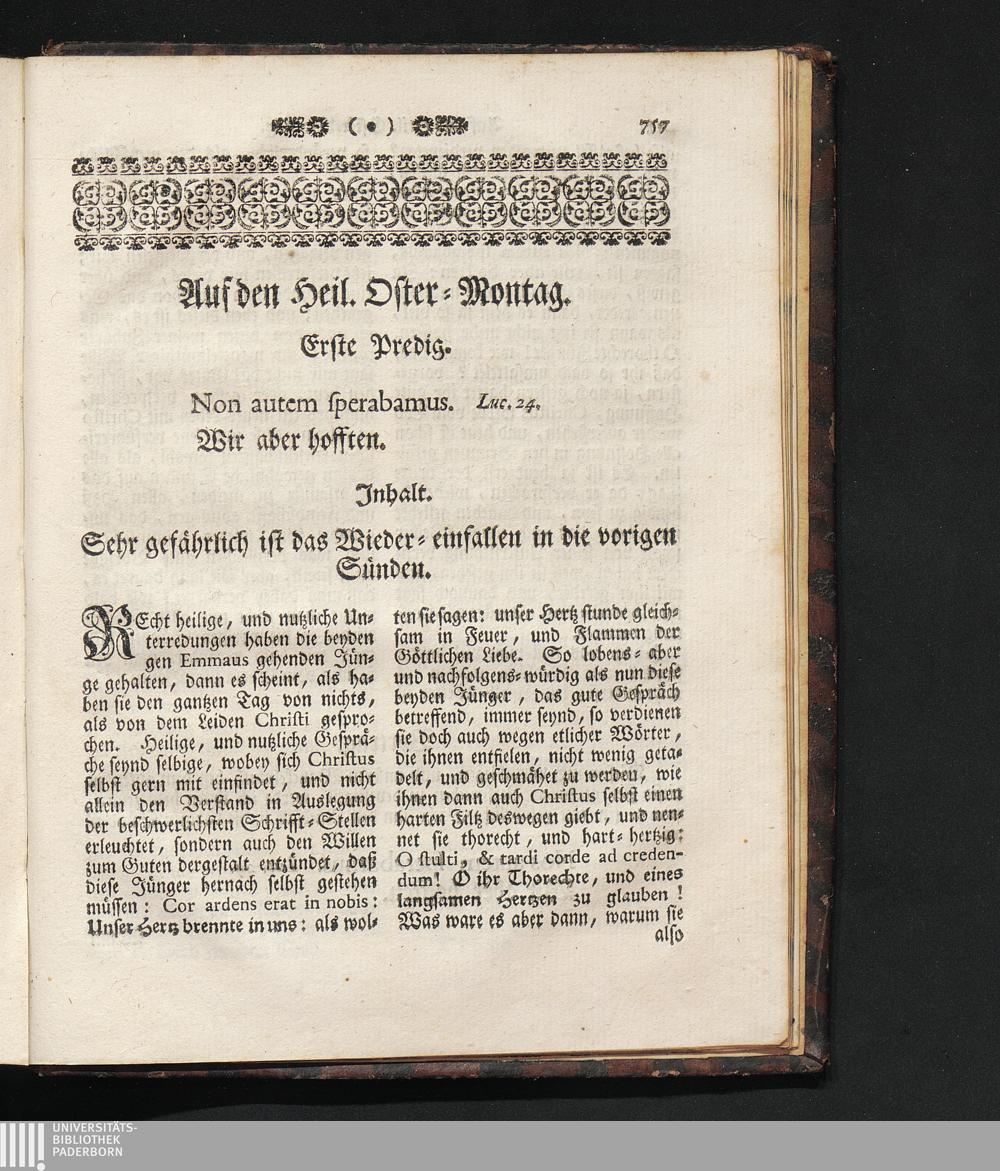 ( • ) 757
Auf den Heil. Oster-Montag.
Erste Predig.
Non autem sperabamus. Luc. 24.
Wir aber hofften.
Inhalt.
Sehr gefährlich ist das Wieder-einfallen in die vorigen
Sünden.
REcht heilige, und nutzliche Un-
terredungen haben die beyden
gen Emmaus gehenden Jün-
ge gehalten, dann es scheint, als ha-
ben sie den gantzen Tag von nichts,
als von dem Leiden Christi gespro-
chen. Heilige, und nutzliche Gesprä-
che seynd selbige, wobey sich Christus
selbst gern mit einfindet, und nicht
allein den Verstand in Auslegung
der beschwerlichsten Schrifft-Stellen
erleuchtet, sondern auch den Willen
zum Guten dergestalt entzündet, daß
diese Jünger hernach selbst gestehen
müssen: Cor ardens erat in nobis:
Unser Hertz brennte in uns: als wol-
ten sie sagen: unser Hertz stunde gleich-
sam in Feuer, und Flammen der
Göttlichen Liebe. So lobens- aber
und nachfolgens-würdig als nun diese
beyden Jünger, das gute Gespräch
betreffend, immer seynd, so verdienen
sie doch auch wegen etlicher Wörter,
die ihnen entfielen, nicht wenig geta-
delt, und geschmähet zu werden, wie
ihnen dann auch Christus selbst einen
harten Filtz deswegen giebt, und nen-
net sie thorecht, und hart-hertzig:
O stulti, & tardi corde ad creden-
dum! O ihr Thorechte, und eines
langsamen Hertzen zu glauben!
Was ware es aber dann, warum sie
also
UNIVERSITÄTS-
BIBLIOTHEK
PADERBORN